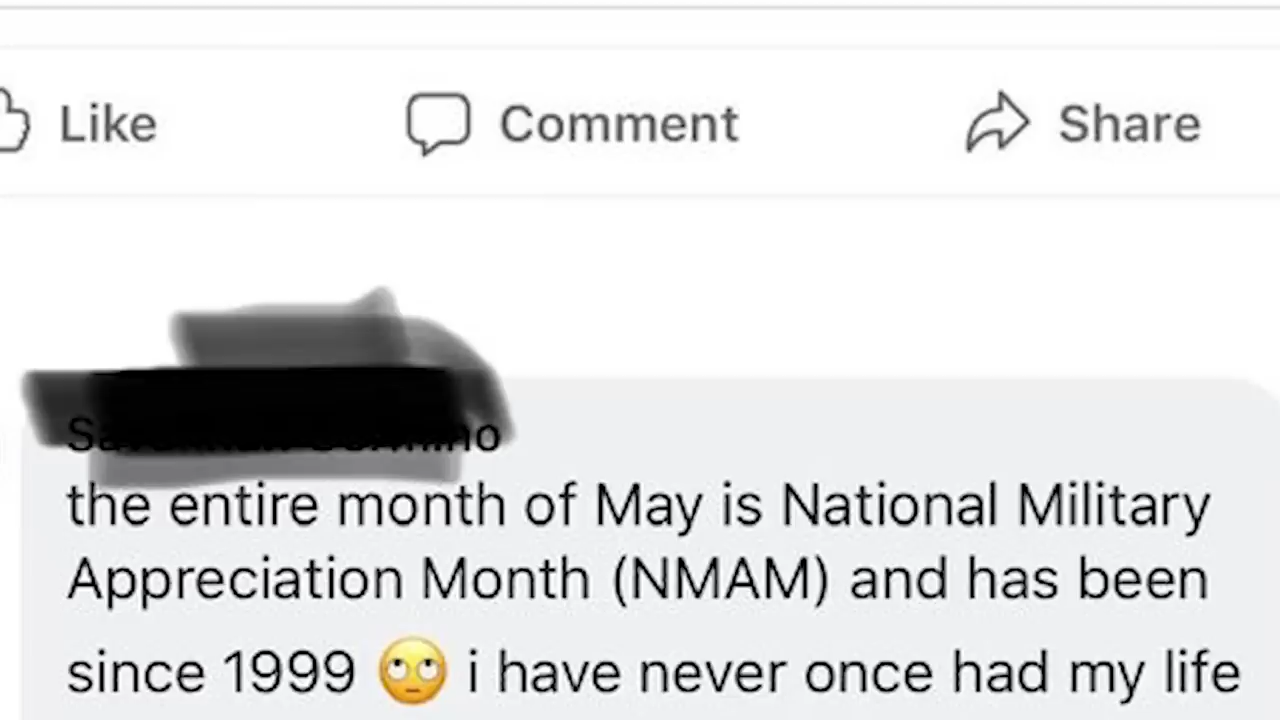 Like Comment Share
the entire month of May is National Military
Appreciation Month (NMAM) and has been
since 1999 🙄 i have never once had my life